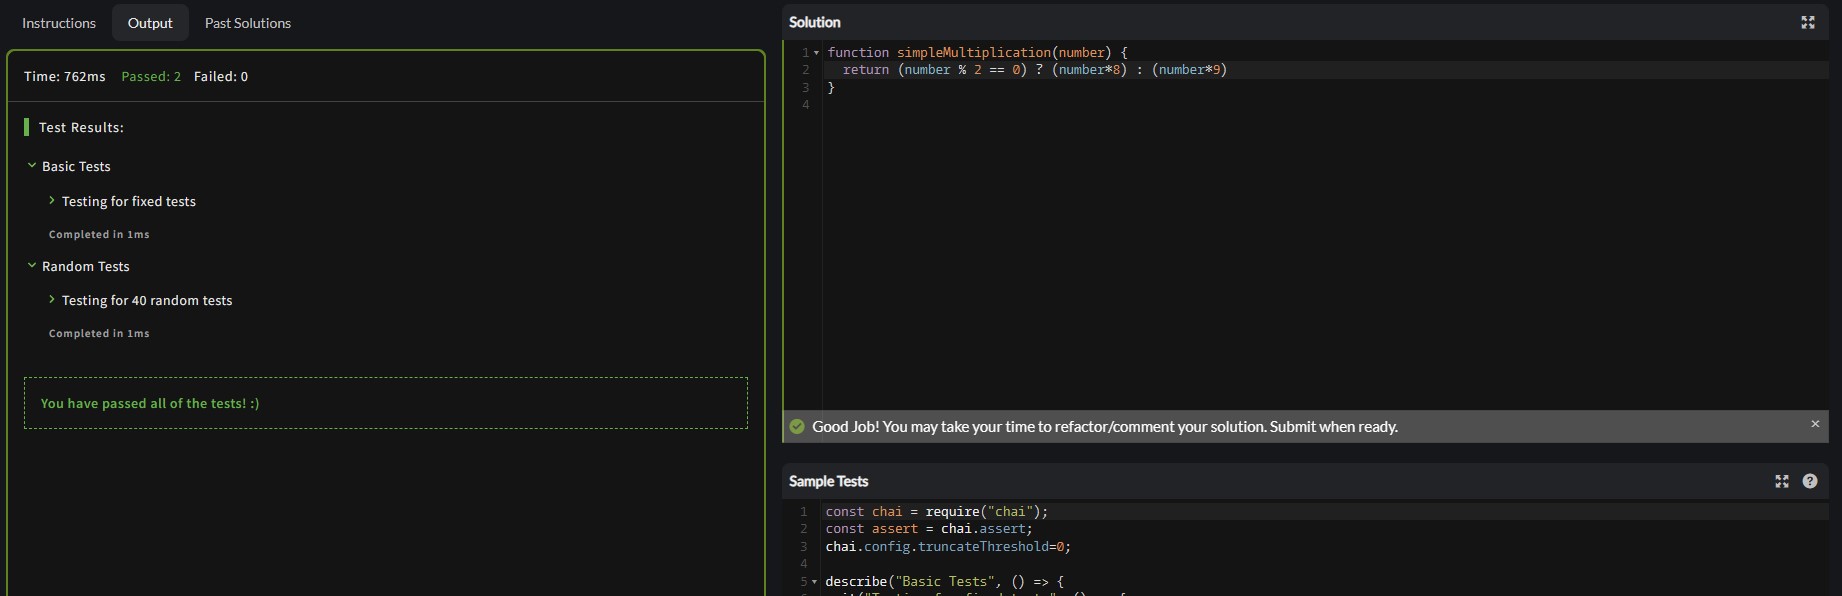 Instructions Output Past Solutions
Time: 762ms Passed: 2 Failed: 0
Test Results:
Basic Tests
Testing for fixed tests
Completed in 1ms
Random Tests
Testing for 40 random tests
Completed in 1ms
You have passed all of the tests! :)
Solution
1 function simpleMultiplication(number) {
2 return (number % 2 == 0) ? (number*8) : (number*9)
3 }
4
Good Job! You may take your time to refactor/comment your solution. Submit when ready.
Sample Tests
1 const chai = require("chai");
2 const assert = chai.assert;
3 chai.config.truncateThreshold=0;
4
5 describe("Basic Tests", () => {